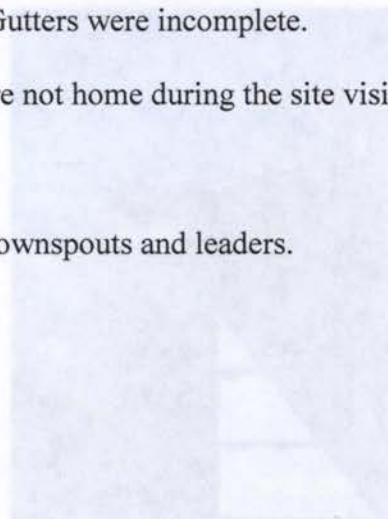 Gutters were incomplete.
e not home during the site visi
ownspouts and leaders.